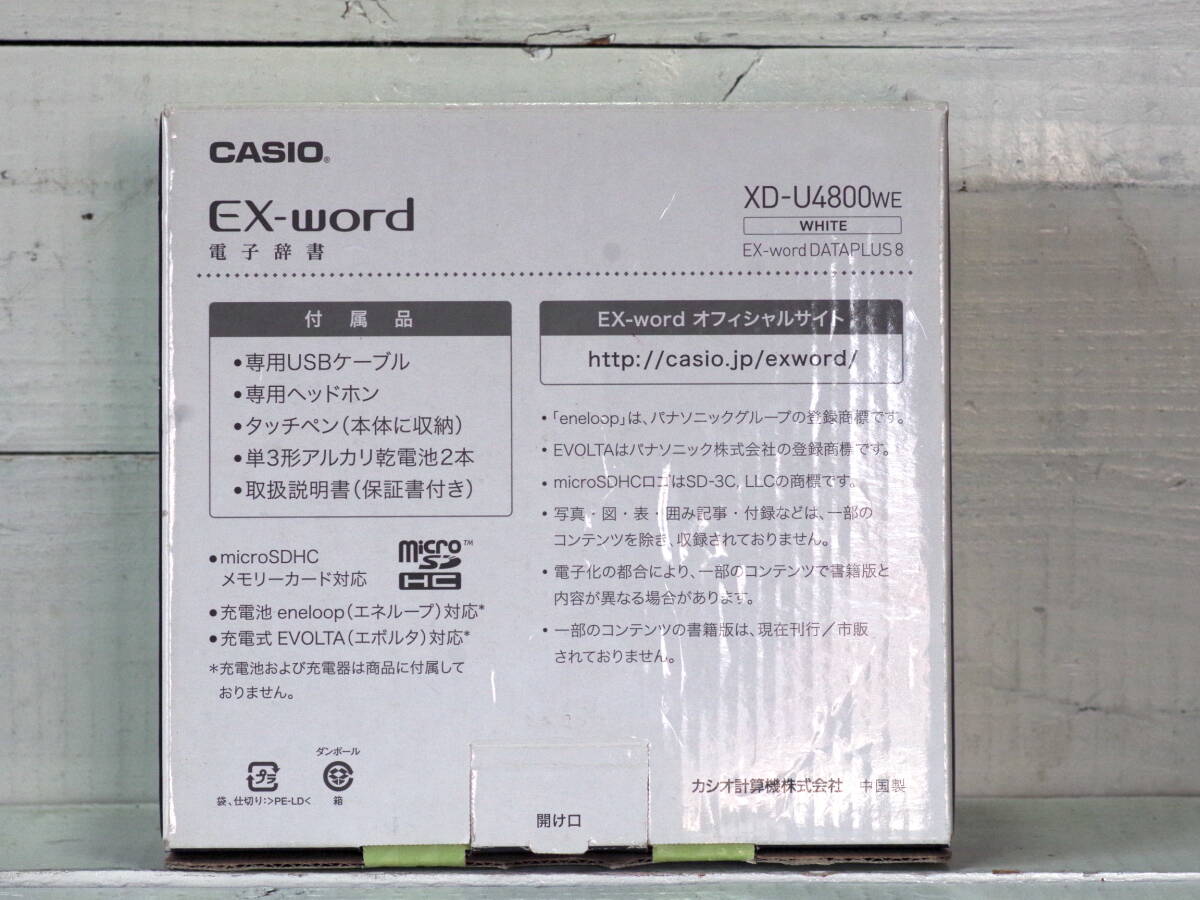 CASIO®
EX-word
電子辞書
XD-U4800WE
WHITE
EX-word DATAPLUS 8
付属品
•専用USBケーブル
•専用ヘッドホン
•タッチペン(本体に収納)
•単3形アルカリ乾電池2本
•取扱説明書(保証書付き)
•microSDHC
メモリーカード対応
micro™
SD
HC
•充電池 eneloop(エネループ)対応*
•充電式 EVOLTA(エボルタ)対応*
*充電池および充電器は商品に付属して
おりません。
EX-word オフィシャルサイト
http://casio.jp/exword/
•「eneloop」は、パナソニックグループの登録商標です。
•EVOLTAはパナソニック株式会社の登録商標です。
•microSDHCロゴはSD-3C, LLCの商標です。
•写真・図・表・囲み記事・付録などは、一部の
コンテンツを除き、収録されておりません。
•電子化の都合により、一部のコンテンツで書籍版と
内容が異なる場合があります。
•一部のコンテンツの書籍版は、現在刊行/市販
されておりません。
プラ
袋、仕切り:>PE-LD<
ダンボール
箱
開け口
カシオ計算機株式会社 中国製